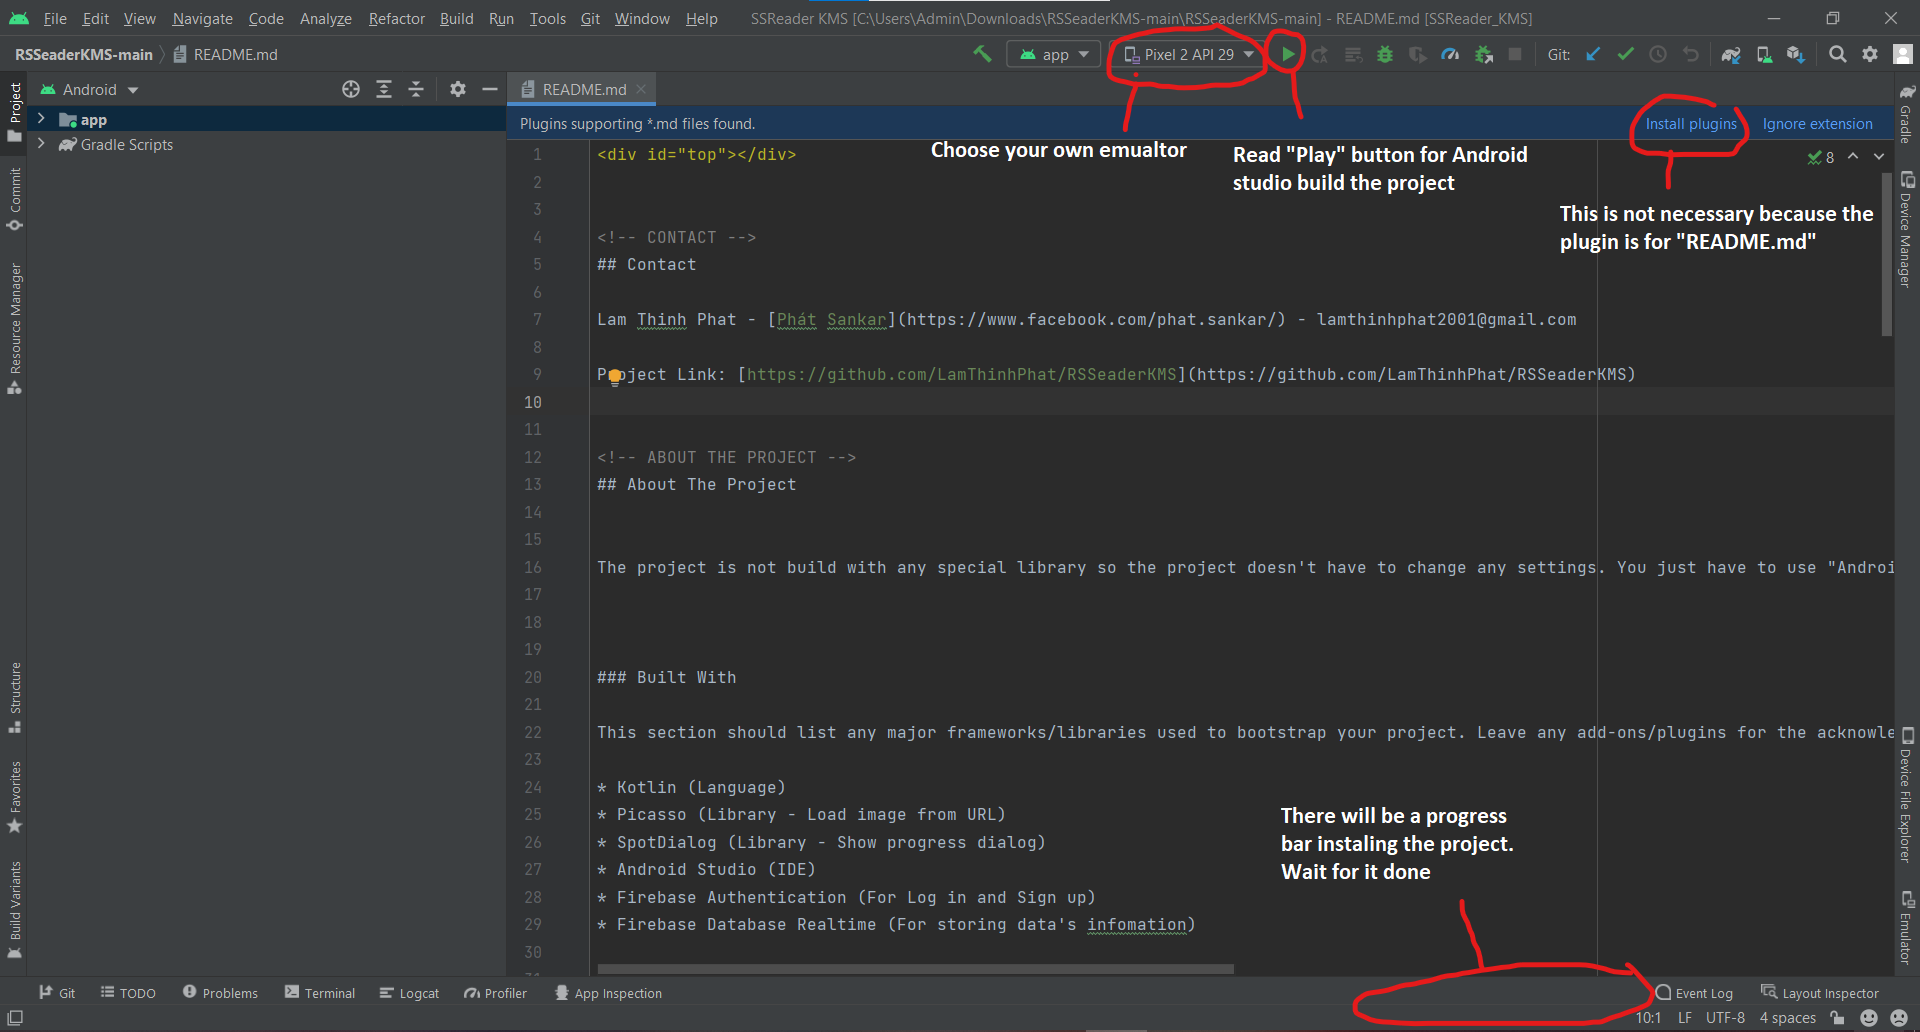 File Edit View Navigate Code Analyze Refactor Build Run Tools Git Window Help SSReader KMS [C:\Users\Admin\Downloads\RSSeaderKMS-main\RSSeaderKMS-main] - README.md [SSReader_KMS]
RSSeaderKMS-main README.md app Pixel 2 API 29 Git:
Project
Commit
Resource Manager
Structure
Favorites
Build Variants
Android
app
Gradle Scripts
README.md
Plugins supporting *.md files found. Install plugins Ignore extension
8
Choose your own emualtor
Read "Play" button for Android
studio build the project
This is not necessary because the
plugin is for "README.md"
1 <div id="top"></div>
2
3
4 <!-- CONTACT -->
5 ## Contact
6
7 Lam Thinh Phat - [Phát Sankar](https://www.facebook.com/phat.sankar/) - lamthinhphat2001@gmail.com
8
9 Project Link: [https://github.com/LamThinhPhat/RSSeaderKMS](https://github.com/LamThinhPhat/RSSeaderKMS)
10
11
12 <!-- ABOUT THE PROJECT -->
13 ## About The Project
14
15
16 The project is not build with any special library so the project doesn't have to change any settings. You just have to use "Androi
17
18
19
20 ### Built With
21
22 This section should list any major frameworks/libraries used to bootstrap your project. Leave any add-ons/plugins for the acknowle
23
24 * Kotlin (Language)
25 * Picasso (Library - Load image from URL)
26 * SpotDialog (Library - Show progress dialog)
27 * Android Studio (IDE)
28 * Firebase Authentication (For Log in and Sign up)
29 * Firebase Database Realtime (For storing data's infomation)
30
There will be a progress
bar instaling the project.
Wait for it done
Gradle
Device Manager
Device File Explorer
Emulator
Git TODO Problems Terminal Logcat Profiler App Inspection Event Log Layout Inspector
10:1 LF UTF-8 4 spaces